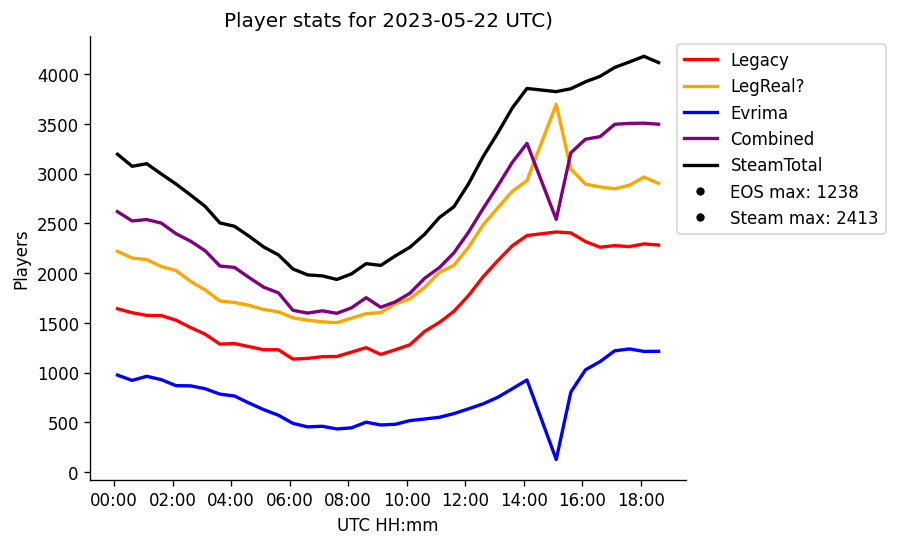 Player stats for 2023-05-22 UTC)
Legacy
LegReal?
Evrima
Combined
SteamTotal
EOS max: 1238
Steam max: 2413
Players
4000
3500
3000
2500
2000
1500
1000
500
0
00:00 02:00 04:00 06:00 08:00 10:00 12:00 14:00 16:00 18:00
UTC HH:mm